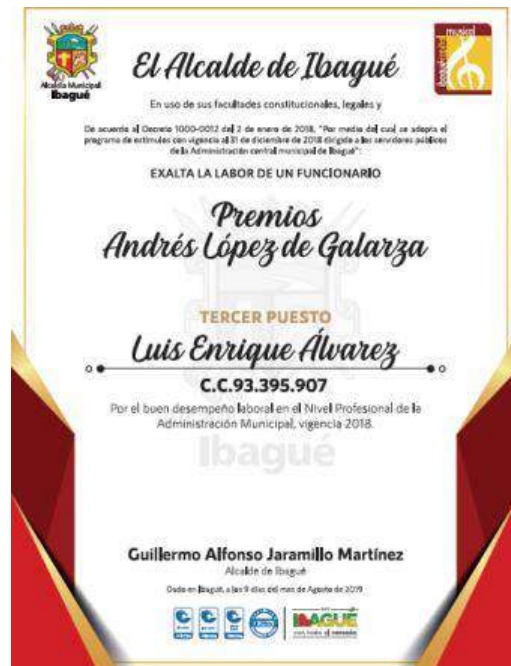 Alcaldía Municipal
Ibagué
musical
El Alcalde de Ibagué
En uso de sus facultades constitucionales, legales y
De acuerdo al Decreto 1000-0012 del 2 de enero de 2018, "Por medio del cual se adopta el
programa de estímulos con vigencia al 31 de diciembre de 2018 dirigido a los servidores públicos
de la Administración central municipal de Ibagué":
EXALTA LA LABOR DE UN FUNCIONARIO
Premios
Andrés López de Galarza
TERCER PUESTO
Luis Enrique Álvarez
C.C.93.395.907
Por el buen desempeño laboral en el Nivel Profesional de la
Administración Municipal, vigencia 2018.
Ibagué
Guillermo Alfonso Jaramillo Martínez
Alcalde de Ibagué
Dado en Ibagué, a los 9 días del mes de Agosto de 2019
IBAGUÉ
con todo el corazón